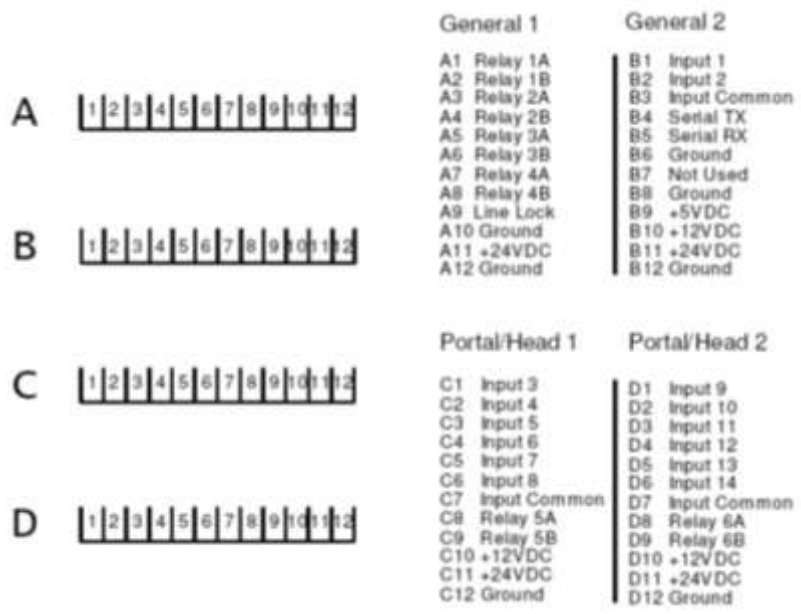 A
1 2 3 4 5 6 7 8 9 10 11 12
B
1 2 3 4 5 6 7 8 9 10 11 12
C
1 2 3 4 5 6 7 8 9 10 11 12
D
1 2 3 4 5 6 7 8 9 10 11 12
General 1
A1 Relay 1A
A2 Relay 1B
A3 Relay 2A
A4 Relay 2B
A5 Relay 3A
A6 Relay 3B
A7 Relay 4A
A8 Relay 4B
A9 Line Lock
A10 Ground
A11 +24VDC
A12 Ground
General 2
B1 Input 1
B2 Input 2
B3 Input Common
B4 Serial TX
B5 Serial RX
B6 Ground
B7 Not Used
B8 Ground
B9 +5VDC
B10 +12VDC
B11 +24VDC
B12 Ground
Portal/Head 1
C1 Input 3
C2 Input 4
C3 Input 5
C4 Input 6
C5 Input 7
C6 Input 8
C7 Input Common
C8 Relay 5A
C9 Relay 5B
C10 +12VDC
C11 +24VDC
C12 Ground
Portal/Head 2
D1 Input 9
D2 Input 10
D3 Input 11
D4 Input 12
D5 Input 13
D6 Input 14
D7 Input Common
D8 Relay 6A
D9 Relay 6B
D10 +12VDC
D11 +24VDC
D12 Ground